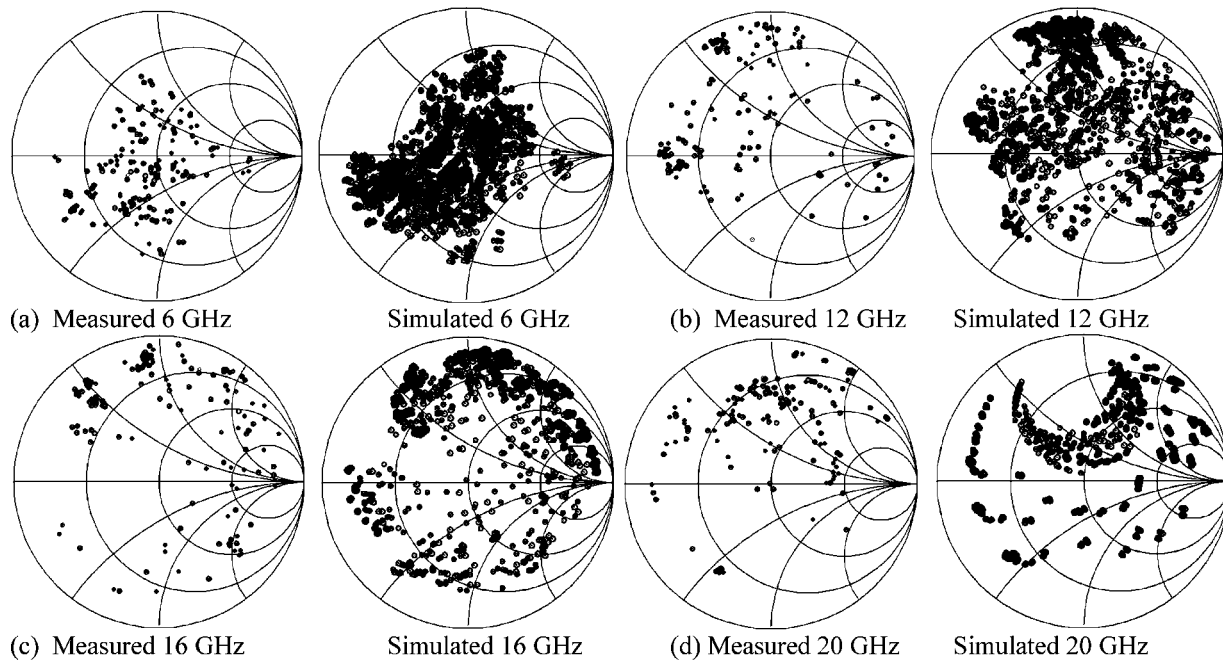 (a) Measured 6 GHz
Simulated 6 GHz
(b) Measured 12 GHz
Simulated 12 GHz
(c) Measured 16 GHz
Simulated 16 GHz
(d) Measured 20 GHz
Simulated 20 GHz